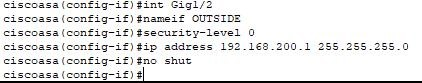 ciscoasa(config-if)#int Gig1/2
ciscoasa(config-if)#nameif OUTSIDE
ciscoasa(config-if)#security-level 0
ciscoasa(config-if)#ip address 192.168.200.1 255.255.255.0
ciscoasa(config-if)#no shut
ciscoasa(config-if)#